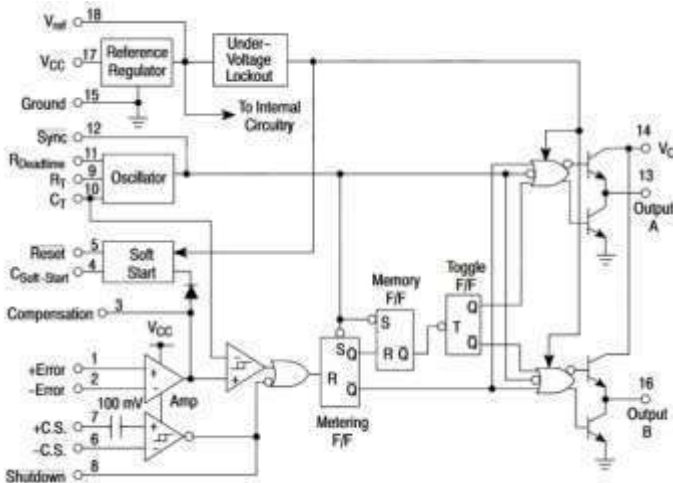 Vref 18
VCC 17
Reference
Regulator
Under-
Voltage
Lockout
Ground 15
To Internal
Circuitry
Sync 12
RDeadtime 11
RT 9
CT 10
Oscillator
14
VC
13
Output
A
Reset 5
CSoft-Start 4
Soft
Start
Compensation 3
Memory
F/F
Toggle
F/F
S
R Q
Q
T
Q
VCC
+Error 1
-Error 2
+
-
Amp
-
+
S Q
R
Q
Metering
F/F
100 mV
+C.S. 7
-C.S. 6
+
-
Shutdown 8
16
Output
B